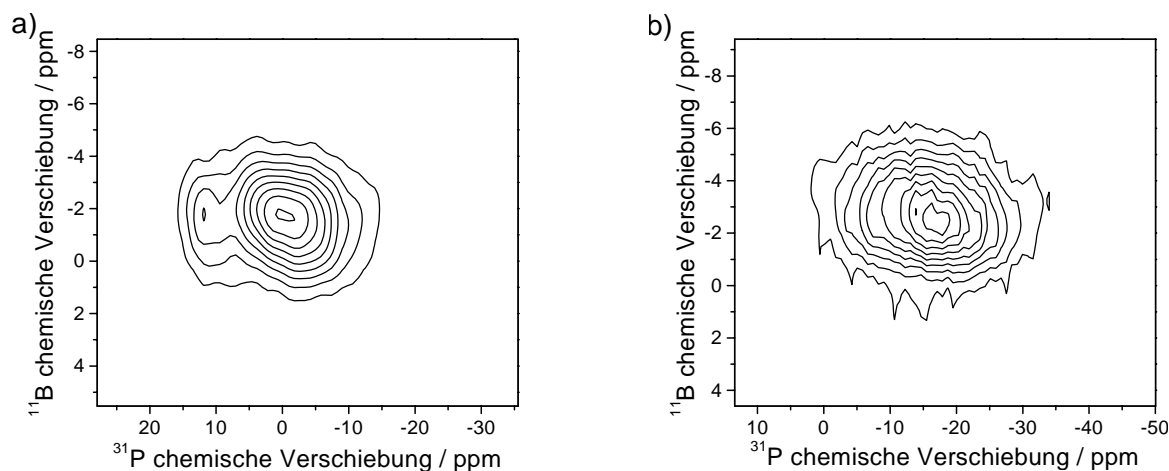 a)
-8
-6
-4
-2
0
2
4
¹¹B chemische Verschiebung / ppm
20 10 0 -10 -20 -30
³¹P chemische Verschiebung / ppm
b)
-8
-6
-4
-2
0
2
4
¹¹B chemische Verschiebung / ppm
10 0 -10 -20 -30 -40 -50
³¹P chemische Verschiebung / ppm